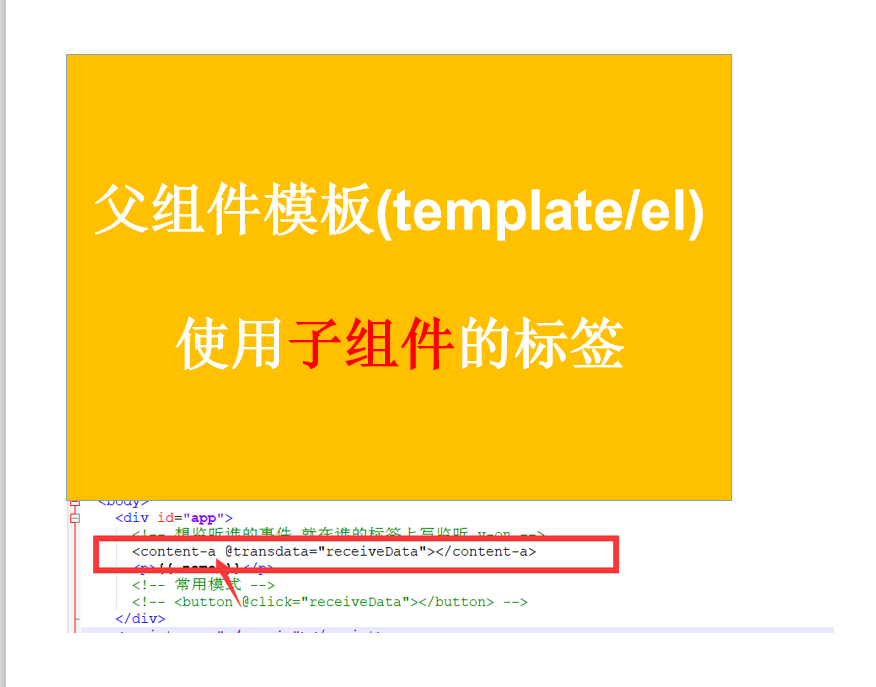 父组件模板(template/el)
使用子组件的标签
<body>
<div id="app">
<!-- 想监听谁的事件 就在谁的标签上写监听 v-on -->
<content-a @transdata="receiveData"></content-a>
<p>{{ name }}</p>
<!-- 常用模式 -->
<!-- <button @click="receiveData"></button> -->
</div>